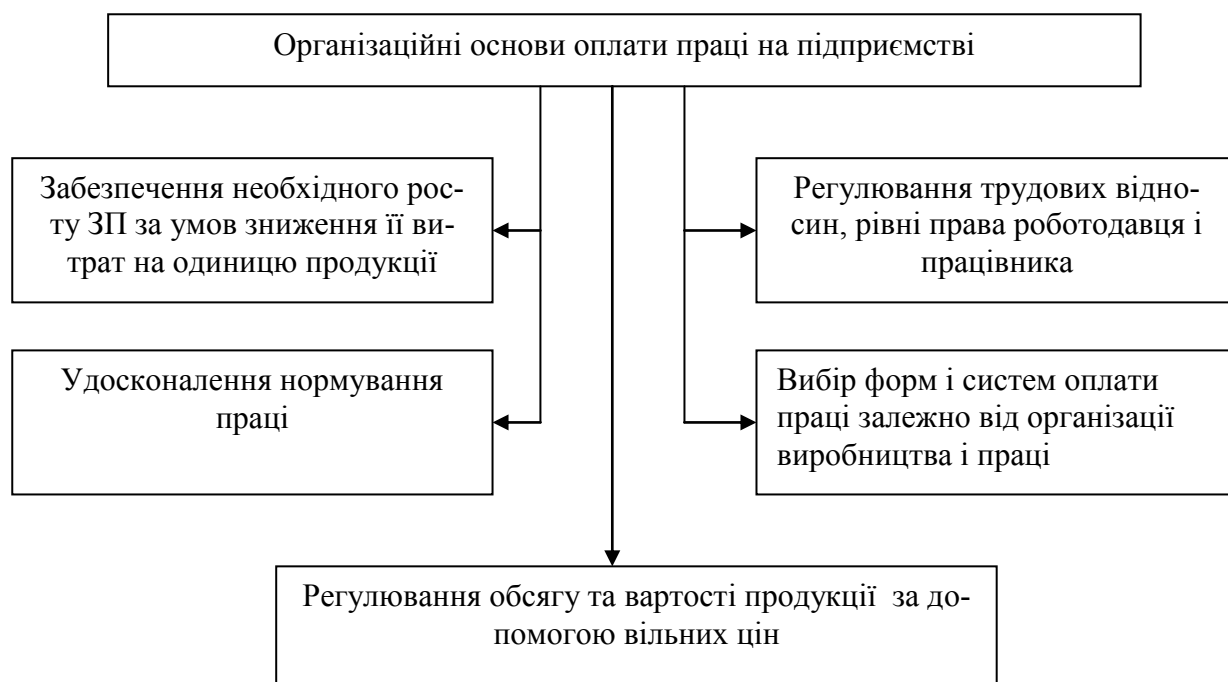 Організаційні основи оплати праці на підприємстві
Забезпечення необхідного рос-
ту ЗП за умов зниження її ви-
трат на одиницю продукції
Регулювання трудових відно-
син, рівні права роботодавця і
працівника
Удосконалення нормування
праці
Вибір форм і систем оплати
праці залежно від організації
виробництва і праці
Регулювання обсягу та вартості продукції за до-
помогою вільних цін